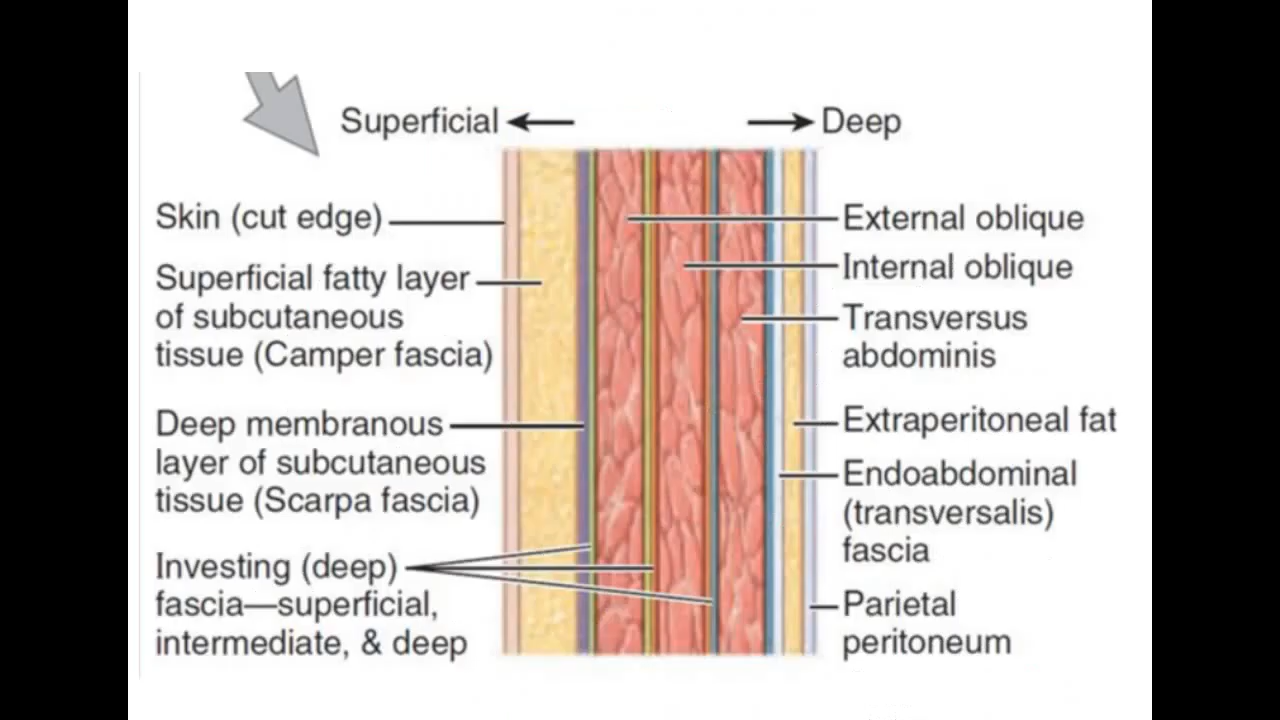 Superficial
Deep
Skin (cut edge)
Superficial fatty layer
of subcutaneous
tissue (Camper fascia)
Deep membranous
layer of subcutaneous
tissue (Scarpa fascia)
Investing (deep)
fascia—superficial,
intermediate, & deep
External oblique
Internal oblique
Transversus
abdominis
Extraperitoneal fat
Endoabdominal
(transversalis)
fascia
Parietal
peritoneum